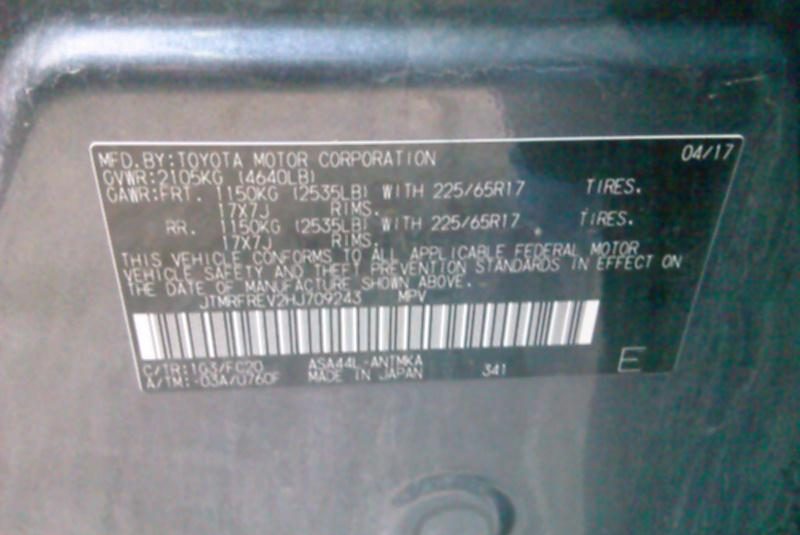 MFD.BY:TOYOTA MOTOR CORPORATION 04/17
GVWR:2105KG (4640LB)
GAWR:FRT. 1150KG (2535LB) WITH 225/65R17 TIRES.
17X7J RIMS.
RR. 1150KG (2535LB) WITH 225/65R17 TIRES.
17X7J RIMS.
THIS VEHICLE CONFORMS TO ALL APPLICABLE FEDERAL MOTOR
VEHICLE SAFETY AND THEFT PREVENTION STANDARDS IN EFFECT ON
THE DATE OF MANUFACTURE SHOWN ABOVE.
JTMRFREV2HJ709243 MPV
C/TR:1G3/FC20 ASA44L-ANTMKA
A/TM:-03A/U760F MADE IN JAPAN 341 E